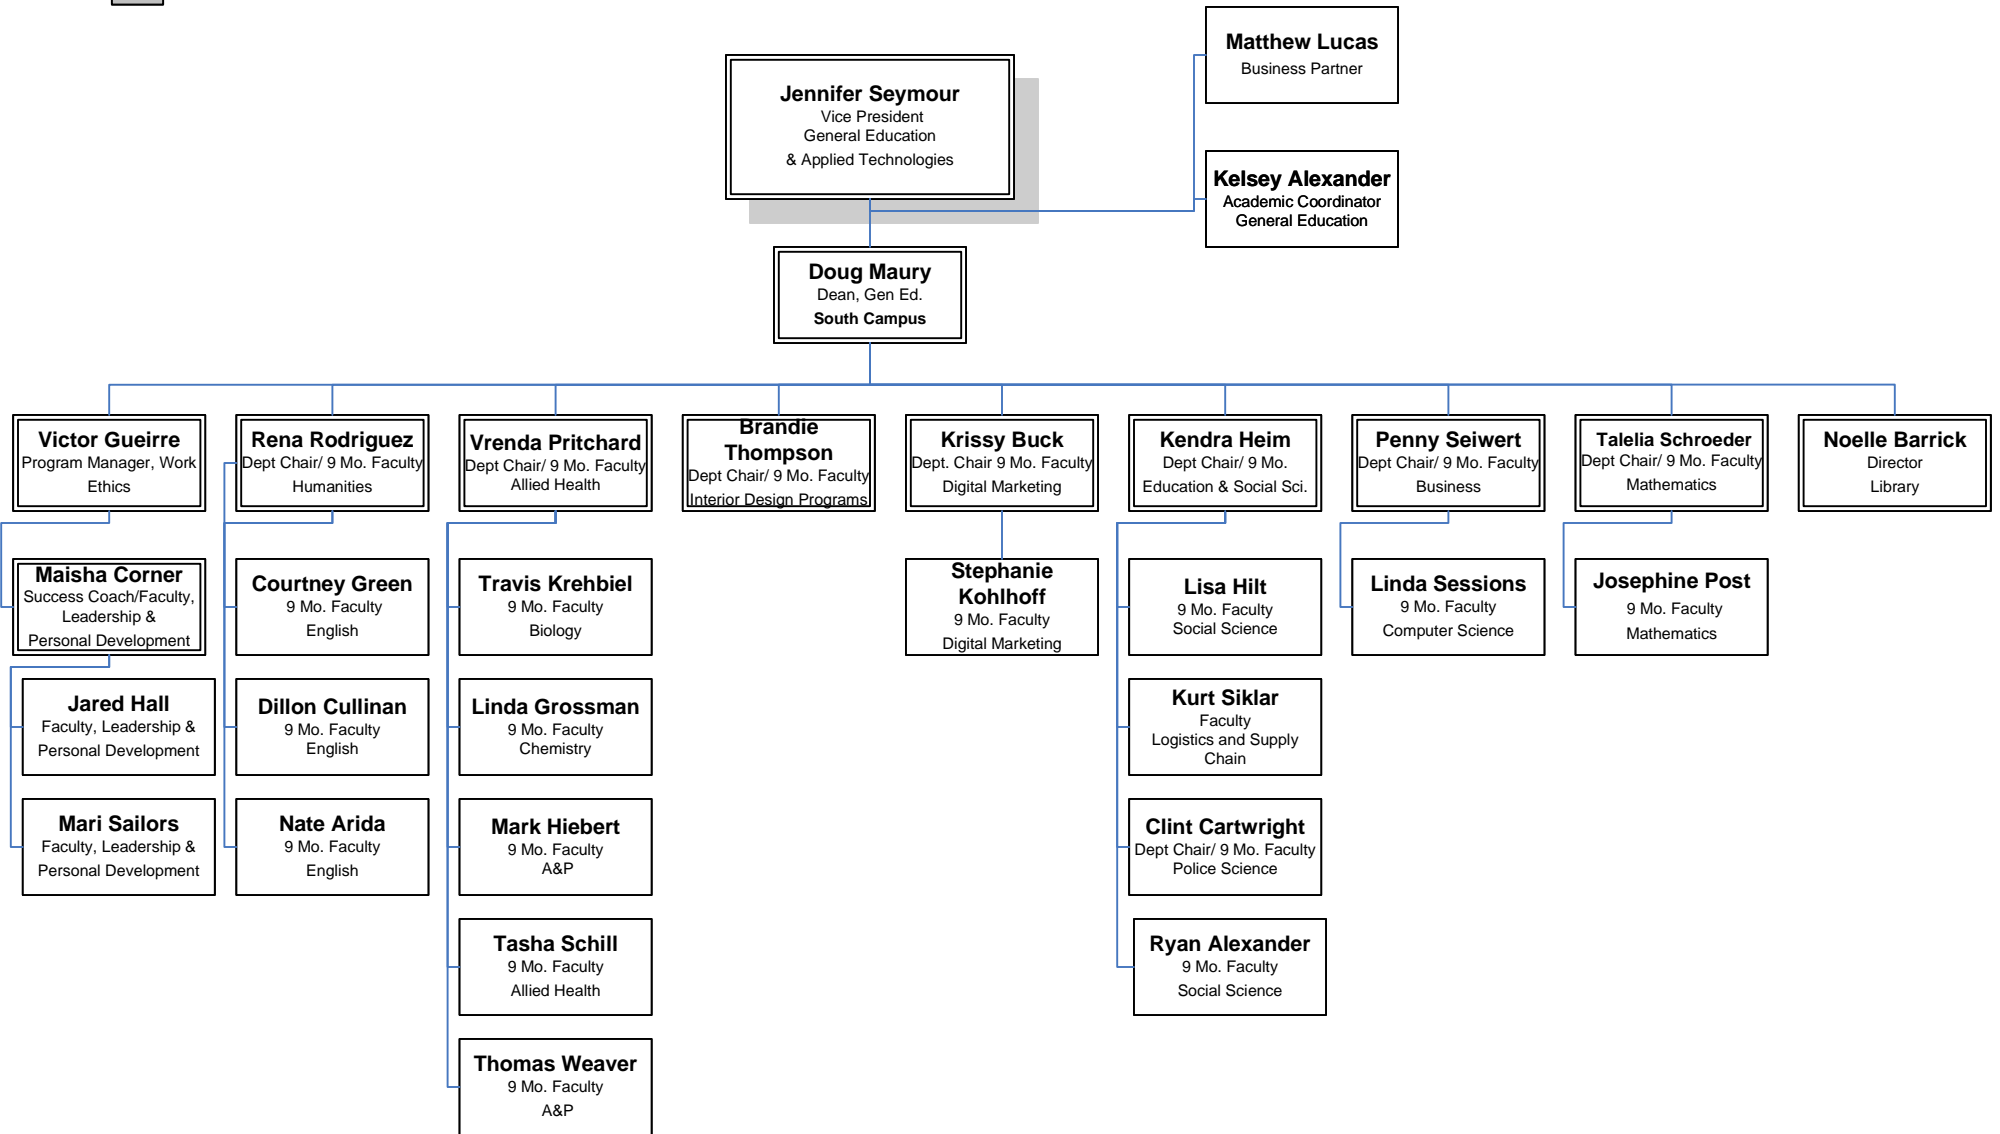 Matthew Lucas
Business Partner
Jennifer Seymour
Vice President
General Education
& Applied Technologies
Kelsey Alexander
Academic Coordinator
General Education
Doug Maury
Dean, Gen Ed.
South Campus
Victor Gueirre
Program Manager, Work
Ethics
Rena Rodriguez
Dept Chair/ 9 Mo. Faculty
Humanities
Vrenda Pritchard
Dept Chair/ 9 Mo. Faculty
Allied Health
Brandie
Thompson
Dept Chair/ 9 Mo. Faculty
Interior Design Programs
Krissy Buck
Dept. Chair 9 Mo. Faculty
Digital Marketing
Kendra Heim
Dept Chair/ 9 Mo.
Education & Social Sci.
Penny Seiwert
Dept Chair/ 9 Mo. Faculty
Business
Talelia Schroeder
Dept Chair/ 9 Mo. Faculty
Mathematics
Noelle Barrick
Director
Library
Maisha Corner
Success Coach/Faculty,
Leadership &
Personal Development
Courtney Green
9 Mo. Faculty
English
Travis Krehbiel
9 Mo. Faculty
Biology
Stephanie
Kohlhoff
9 Mo. Faculty
Digital Marketing
Lisa Hilt
9 Mo. Faculty
Social Science
Linda Sessions
9 Mo. Faculty
Computer Science
Josephine Post
9 Mo. Faculty
Mathematics
Jared Hall
Faculty, Leadership &
Personal Development
Dillon Cullinan
9 Mo. Faculty
English
Linda Grossman
9 Mo. Faculty
Chemistry
Kurt Siklar
Faculty
Logistics and Supply
Chain
Mari Sailors
Faculty, Leadership &
Personal Development
Nate Arida
9 Mo. Faculty
English
Mark Hiebert
9 Mo. Faculty
A&P
Clint Cartwright
Dept Chair/ 9 Mo. Faculty
Police Science
Tasha Schill
9 Mo. Faculty
Allied Health
Ryan Alexander
9 Mo. Faculty
Social Science
Thomas Weaver
9 Mo. Faculty
A&P